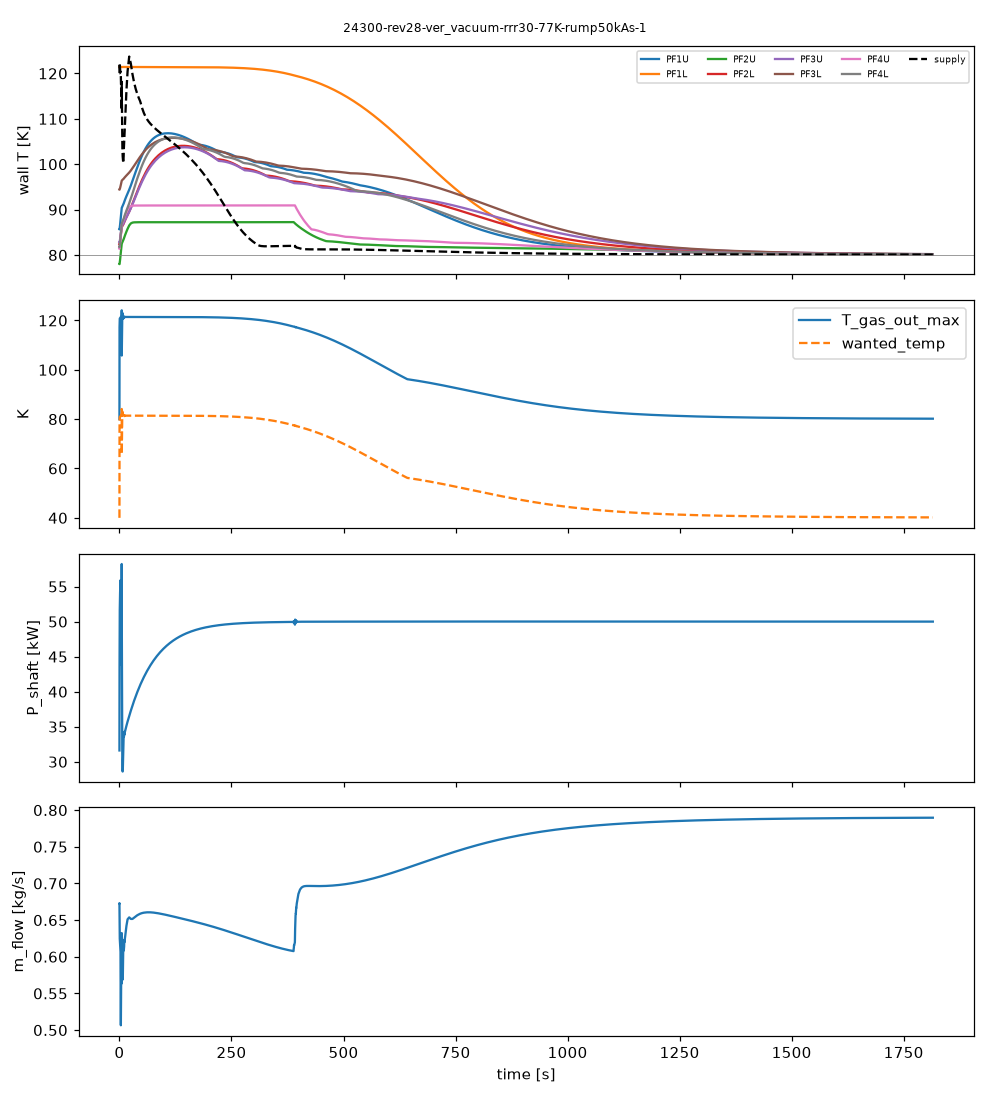 24300-rev28-ver_vacuum-rrr30-77K-rump50kAs-1
wall T [K]
120
110
100
90
80
PF1U PF2U PF3U PF4U supply
PF1L PF2L PF3L PF4L
K
120
100
80
60
40
T_gas_out_max
wanted_temp
P_shaft [kW]
55
50
45
40
35
30
m_flow [kg/s]
0.80
0.75
0.70
0.65
0.60
0.55
0.50
0 250 500 750 1000 1250 1500 1750
time [s]